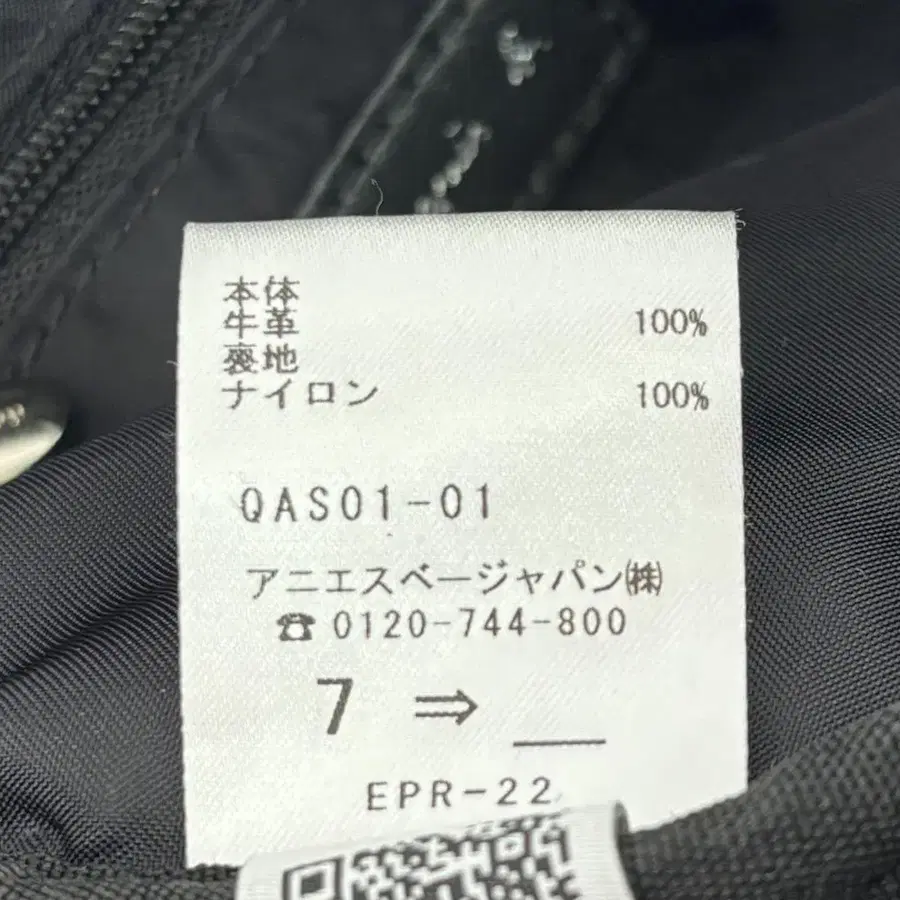 本体
牛革 100%
裏地
ナイロン 100%
QAS01-01
アニエスベージャパン㈱
☎ 0120-744-800
7 ⇒ __
EPR-22